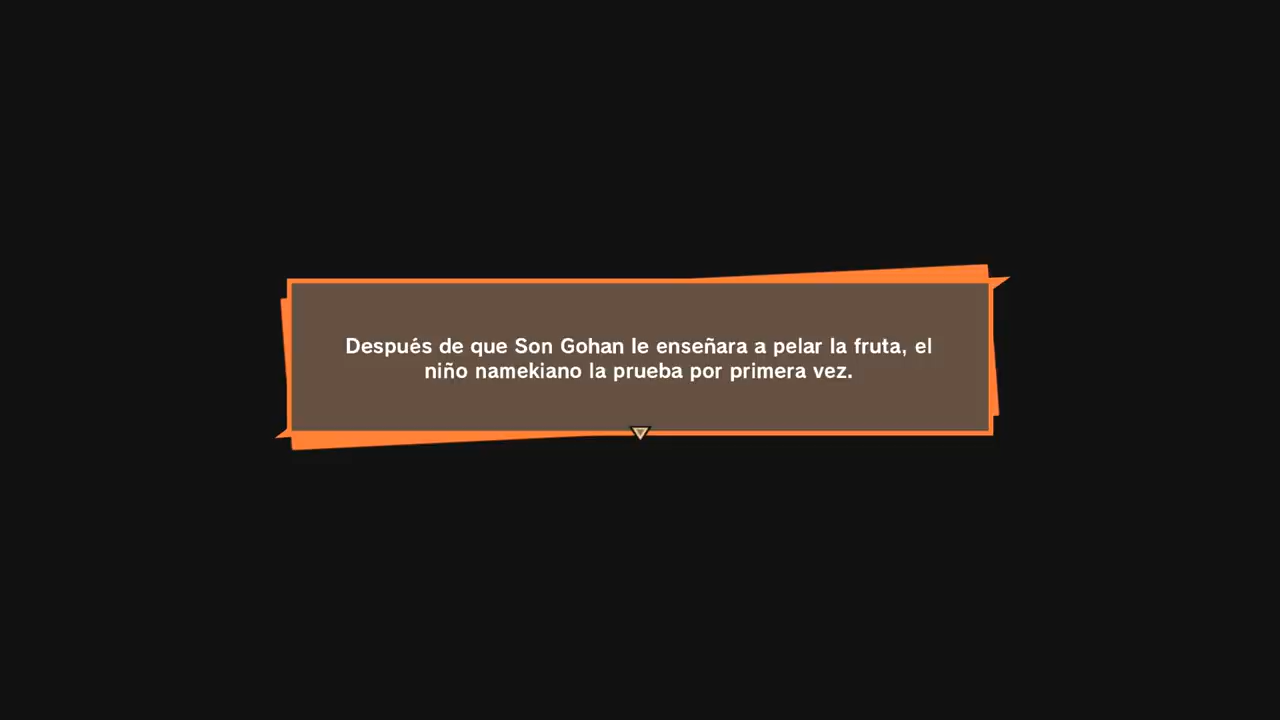 Después de que Son Gohan le enseñara a pelar la fruta, el
niño namekiano la prueba por primera vez.